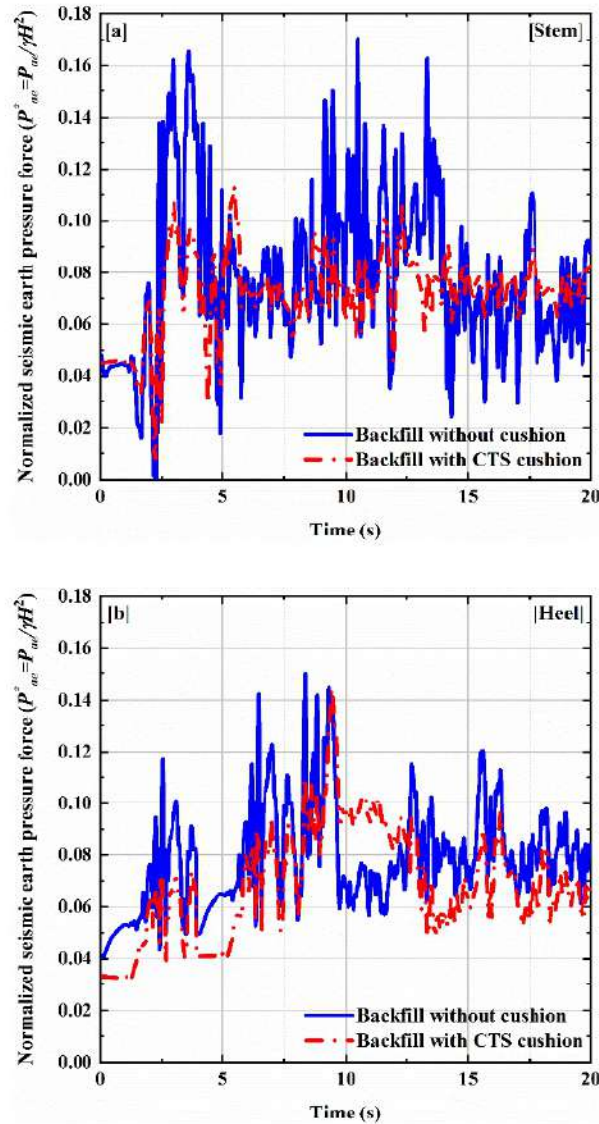 [a]
[Stem]
Normalized seismic earth pressure force (P*ae=Pae/γH²)
0.18
0.16
0.14
0.12
0.10
0.08
0.06
0.04
0.02
0.00
Backfill without cushion
Backfill with CTS cushion
0 5 10 15 20
Time (s)
[b]
[Heel]
Normalized seismic earth pressure force (P*ae=Pae/γH²)
0.18
0.16
0.14
0.12
0.10
0.08
0.06
0.04
0.02
0.00
Backfill without cushion
Backfill with CTS cushion
0 5 10 15 20
Time (s)